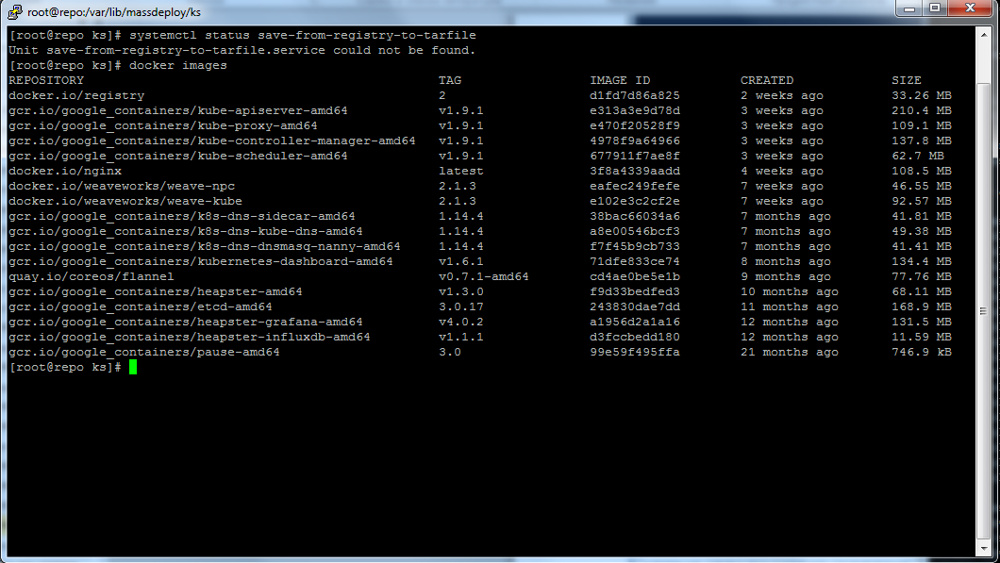 root@repo:/var/lib/massdeploy/ks
[root@repo ks]# systemctl status save-from-registry-to-tarfile
Unit save-from-registry-to-tarfile.service could not be found.
[root@repo ks]# docker images
REPOSITORY TAG IMAGE ID CREATED SIZE
docker.io/registry 2 d1fd7d86a825 2 weeks ago 33.26 MB
gcr.io/google_containers/kube-apiserver-amd64 v1.9.1 e313a3e9d78d 3 weeks ago 210.4 MB
gcr.io/google_containers/kube-proxy-amd64 v1.9.1 e470f20528f9 3 weeks ago 109.1 MB
gcr.io/google_containers/kube-controller-manager-amd64 v1.9.1 4978f9a64966 3 weeks ago 137.8 MB
gcr.io/google_containers/kube-scheduler-amd64 v1.9.1 677911f7ae8f 3 weeks ago 62.7 MB
docker.io/nginx latest 3f8a4339aadd 4 weeks ago 108.5 MB
docker.io/weaveworks/weave-npc 2.1.3 eafec249fefe 7 weeks ago 46.55 MB
docker.io/weaveworks/weave-kube 2.1.3 e102e3c2cf2e 7 weeks ago 92.57 MB
gcr.io/google_containers/k8s-dns-sidecar-amd64 1.14.4 38bac66034a6 7 months ago 41.81 MB
gcr.io/google_containers/k8s-dns-kube-dns-amd64 1.14.4 a8e00546bcf3 7 months ago 49.38 MB
gcr.io/google_containers/k8s-dns-dnsmasq-nanny-amd64 1.14.4 f7f45b9cb733 7 months ago 41.41 MB
gcr.io/google_containers/kubernetes-dashboard-amd64 v1.6.1 71dfe833ce74 8 months ago 134.4 MB
quay.io/coreos/flannel v0.7.1-amd64 cd4ae0be5e1b 9 months ago 77.76 MB
gcr.io/google_containers/heapster-amd64 v1.3.0 f9d33bedfed3 10 months ago 68.11 MB
gcr.io/google_containers/etcd-amd64 3.0.17 243830dae7dd 11 months ago 168.9 MB
gcr.io/google_containers/heapster-grafana-amd64 v4.0.2 a1956d2a1a16 12 months ago 131.5 MB
gcr.io/google_containers/heapster-influxdb-amd64 v1.1.1 d3fccbedd180 12 months ago 11.59 MB
gcr.io/google_containers/pause-amd64 3.0 99e59f495ffa 21 months ago 746.9 kB
[root@repo ks]#